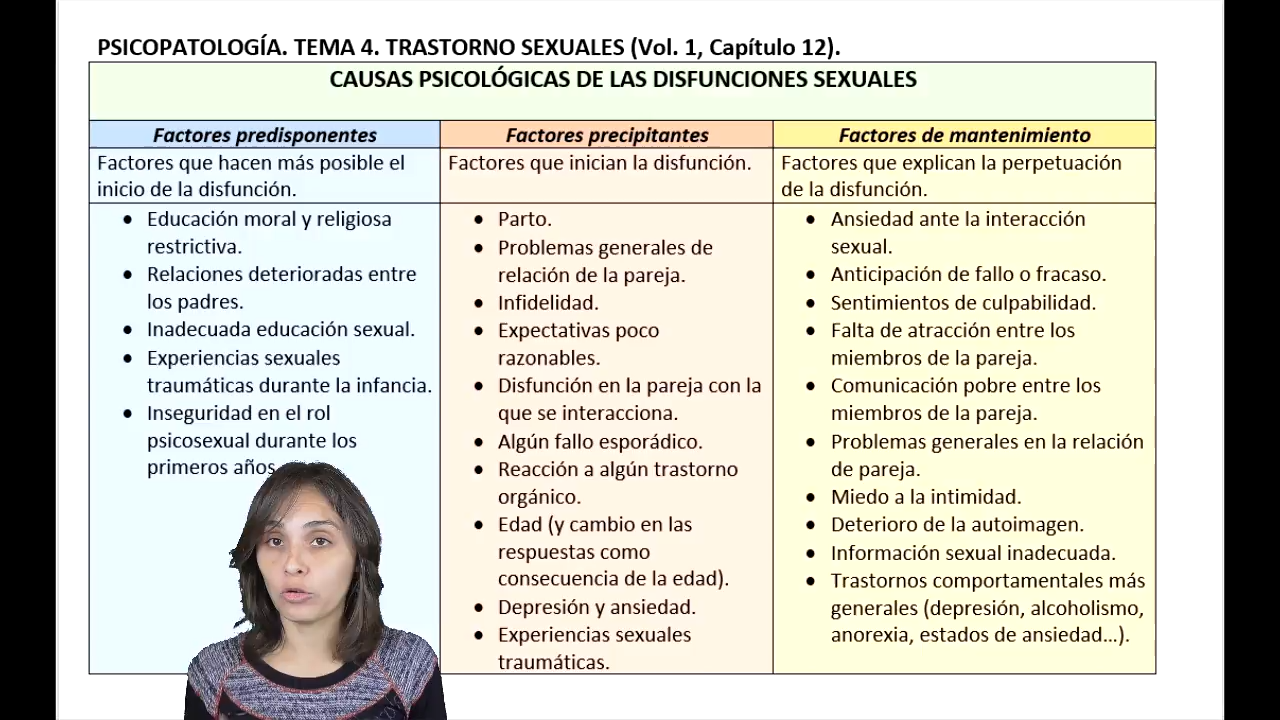 PSICOPATOLOGÍA. TEMA 4. TRASTORNO SEXUALES (Vol. 1, Capítulo 12).
CAUSAS PSICOLÓGICAS DE LAS DISFUNCIONES SEXUALES
Factores predisponentes
Factores que hacen más posible el
inicio de la disfunción.
• Educación moral y religiosa
restrictiva.
• Relaciones deterioradas entre
los padres.
• Inadecuada educación sexual.
• Experiencias sexuales
traumáticas durante la infancia.
• Inseguridad en el rol
psicosexual durante los
primeros años
Factores precipitantes
Factores que inician la disfunción.
• Parto.
• Problemas generales de
relación de la pareja.
• Infidelidad.
• Expectativas poco
razonables.
• Disfunción en la pareja con la
que se interacciona.
• Algún fallo esporádico.
• Reacción a algún trastorno
orgánico.
• Edad (y cambio en las
respuestas como
consecuencia de la edad).
• Depresión y ansiedad.
• Experiencias sexuales
traumáticas.
Factores de mantenimiento
Factores que explican la perpetuación
de la disfunción.
• Ansiedad ante la interacción
sexual.
• Anticipación de fallo o fracaso.
• Sentimientos de culpabilidad.
• Falta de atracción entre los
miembros de la pareja.
• Comunicación pobre entre los
miembros de la pareja.
• Problemas generales en la relación
de pareja.
• Miedo a la intimidad.
• Deterioro de la autoimagen.
• Información sexual inadecuada.
• Trastornos comportamentales más
generales (depresión, alcoholismo,
anorexia, estados de ansiedad…).